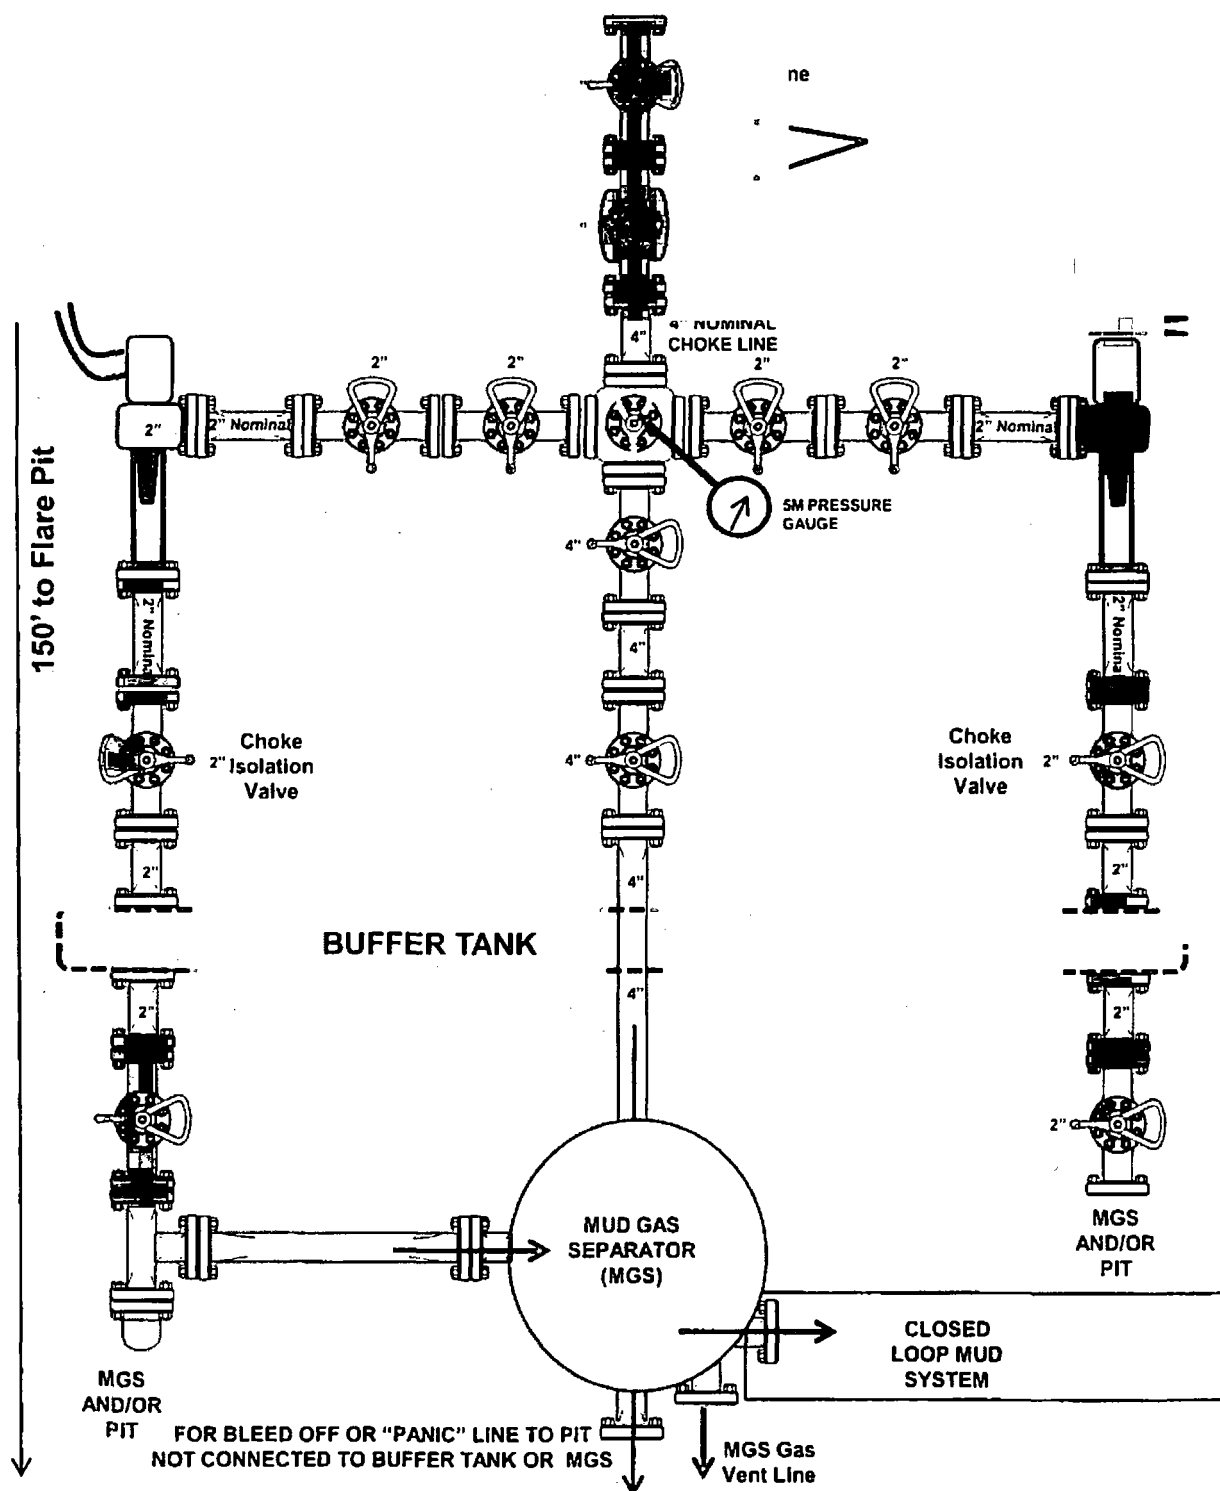 ne
4" NOMINAL
CHOKE LINE
4"
2"
2"
2"
2"
2"
2" Nominal
2" Nominal
5M PRESSURE
GAUGE
150' to Flare Pit
4"
2" Nominal
4"
2" Nominal
Choke
Isolation
Valve
2"
4"
Choke
Isolation
Valve
2"
2"
4"
2"
BUFFER TANK
4"
2"
2"
2"
MUD GAS
SEPARATOR
(MGS)
MGS
AND/OR
PIT
CLOSED
LOOP MUD
SYSTEM
MGS
AND/OR
PIT
FOR BLEED OFF OR "PANIC" LINE TO PIT
NOT CONNECTED TO BUFFER TANK OR MGS
MGS Gas
Vent Line